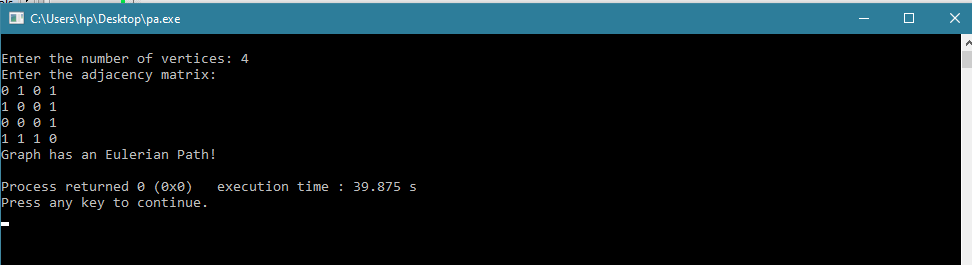 C:\Users\hp\Desktop\pa.exe
Enter the number of vertices: 4
Enter the adjacency matrix:
0 1 0 1
1 0 0 1
0 0 0 1
1 1 1 0
Graph has an Eulerian Path!
Process returned 0 (0x0)   execution time : 39.875 s
Press any key to continue.